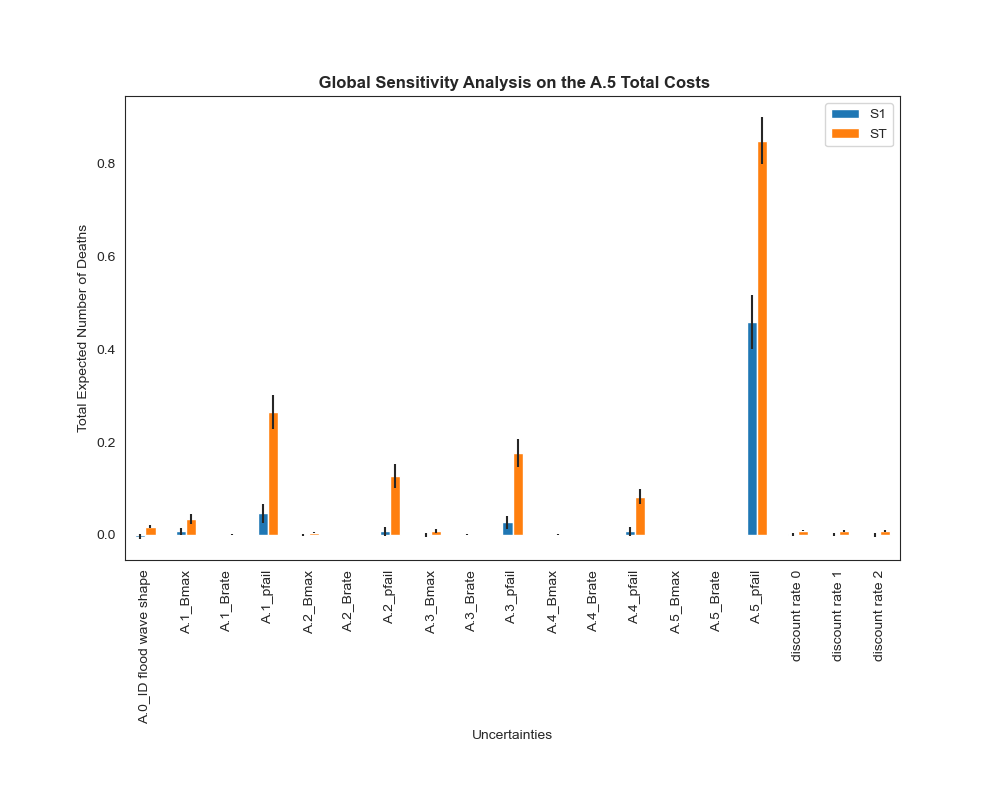 Global Sensitivity Analysis on the A.5 Total Costs
S1
ST
Total Expected Number of Deaths
0.8
0.6
0.4
0.2
0.0
A.0_ID flood wave shape
A.1_Bmax
A.1_Brate
A.1_pfail
A.2_Bmax
A.2_Brate
A.2_pfail
A.3_Bmax
A.3_Brate
A.3_pfail
A.4_Bmax
A.4_Brate
A.4_pfail
A.5_Bmax
A.5_Brate
A.5_pfail
discount rate 0
discount rate 1
discount rate 2
Uncertainties